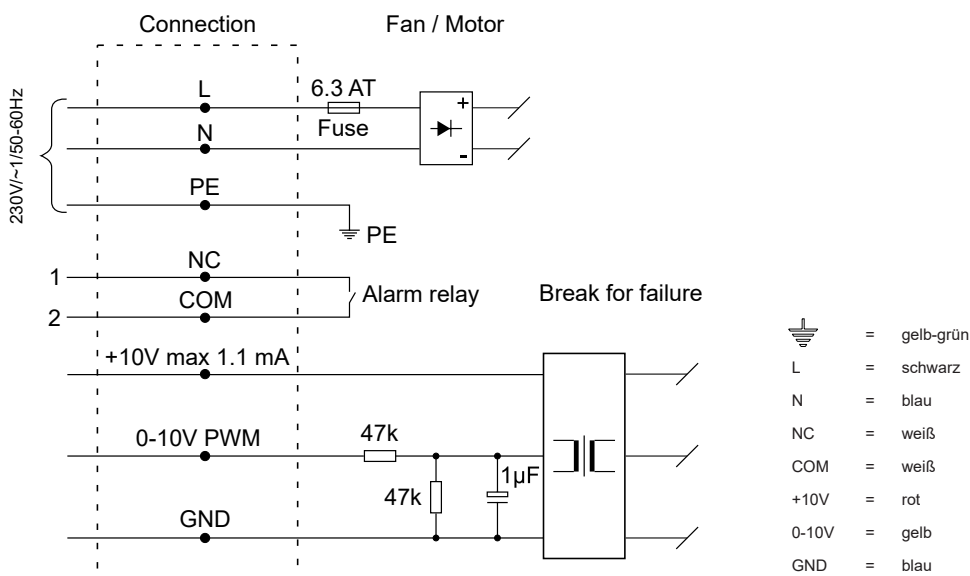 Connection
Fan / Motor
230V/~1/50-60Hz
L
6.3 AT
Fuse
+
-
N
PE
PE
1
NC
2
COM
Alarm relay
Break for failure
+10V max 1.1 mA
0-10V PWM
47k
47k
1µF
GND
= gelb-grün
L = schwarz
N = blau
NC = weiß
COM = weiß
+10V = rot
0-10V = gelb
GND = blau